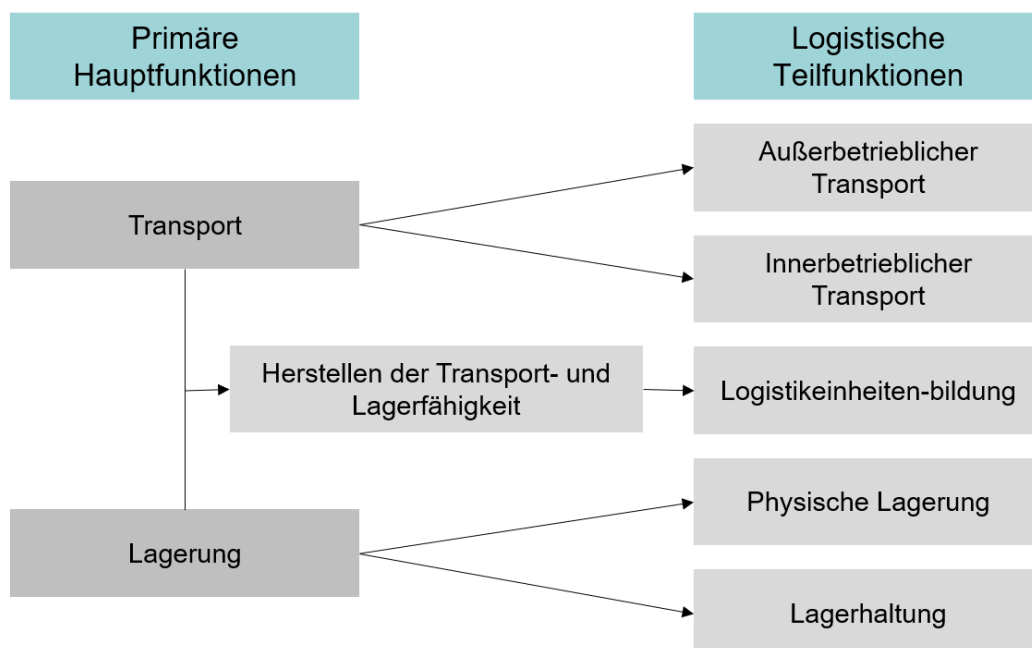 Primäre
Hauptfunktionen
Logistische
Teilfunktionen
Außerbetrieblicher
Transport
Transport
Innerbetrieblicher
Transport
Herstellen der Transport- und
Lagerfähigkeit
Logistikeinheiten-bildung
Physische Lagerung
Lagerung
Lagerhaltung